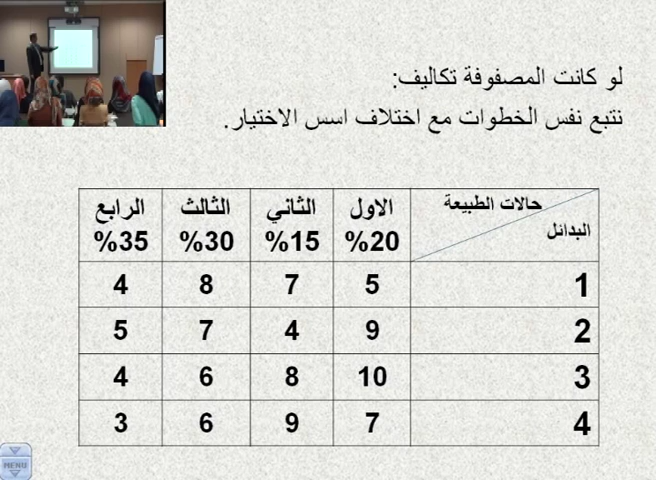 لو كانت المصفوفة تكاليف:
نتبع نفس الخطوات مع اختلاف اسس الاختيار.
حالات الطبيعة
البدائل
الاول %20 الثاني %15 الثالث %30 الرابع %35
1 5 7 8 4
2 9 4 7 5
3 10 8 6 4
4 7 9 6 3
MENU